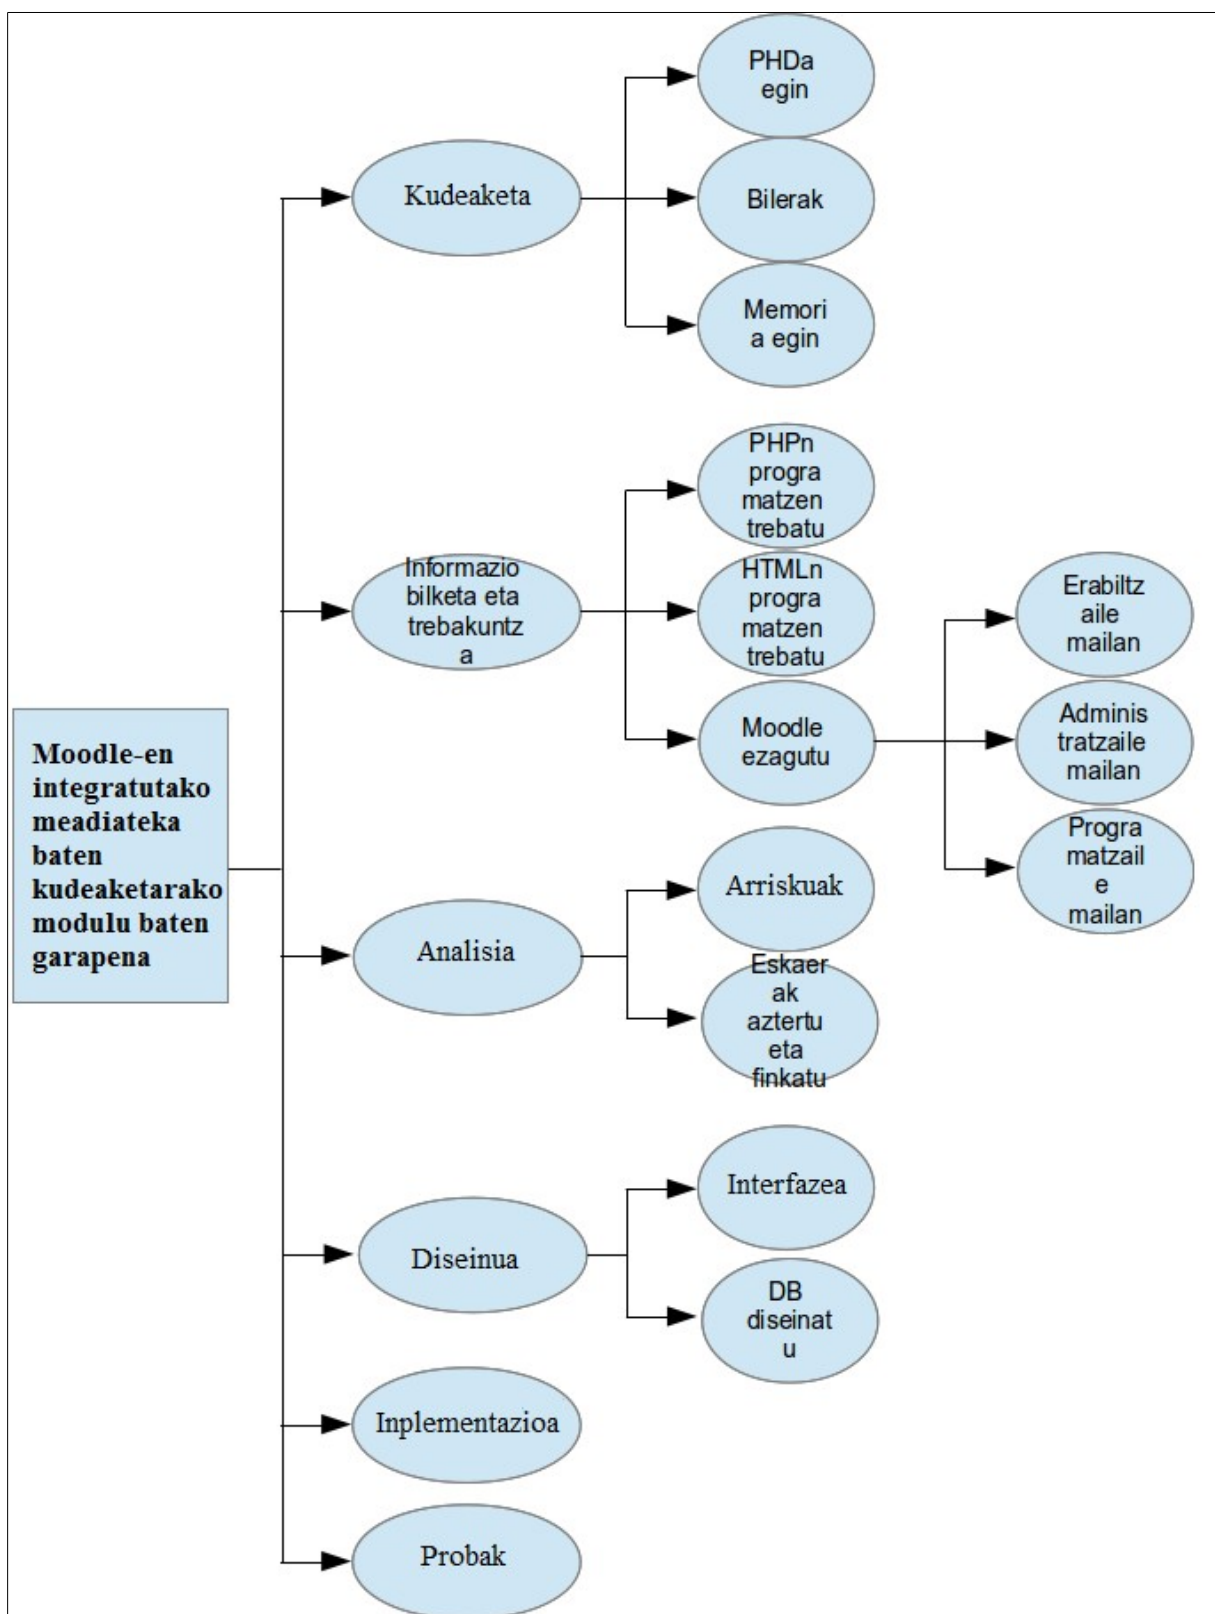 PHDa
egin
Kudeaketa
Bilerak
Memori
a egin
PHPn
progra
matzen
trebatu
Informazio
bilketa eta
trebakuntz
a
HTMLn
progra
matzen
trebatu
Erabiltz
aile
mailan
Moodle
ezagutu
Adminis
tratzaile
mailan
Progra
matzail
e
mailan
Moodle-en
integratutako
meadiateka
baten
kudeaketarako
modulu baten
garapena
Arriskuak
Analisia
Eskaer
ak
aztertu
eta
finkatu
Interfazea
Diseinua
DB
diseinat
u
Inplementazioa
Probak